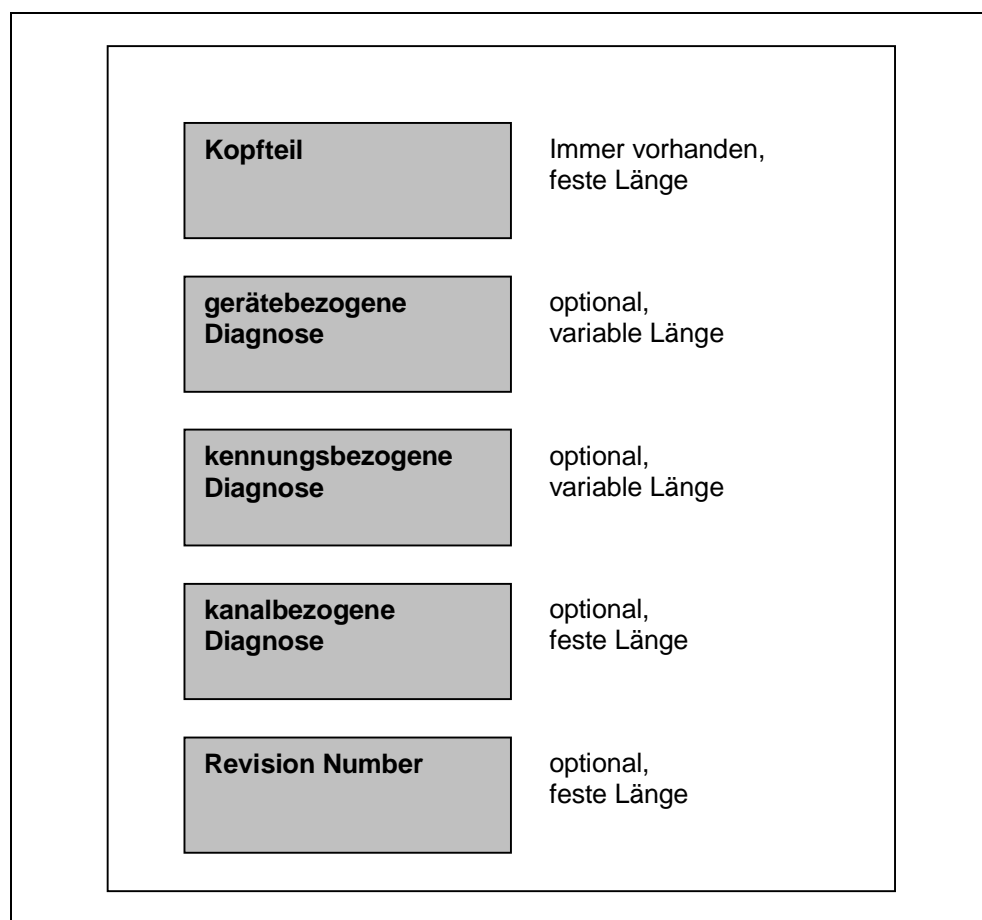 Kopfteil
Immer vorhanden,
feste Länge
gerätebezogene
Diagnose
optional,
variable Länge
kennungsbezogene
Diagnose
optional,
variable Länge
kanalbezogene
Diagnose
optional,
feste Länge
Revision Number
optional,
feste Länge